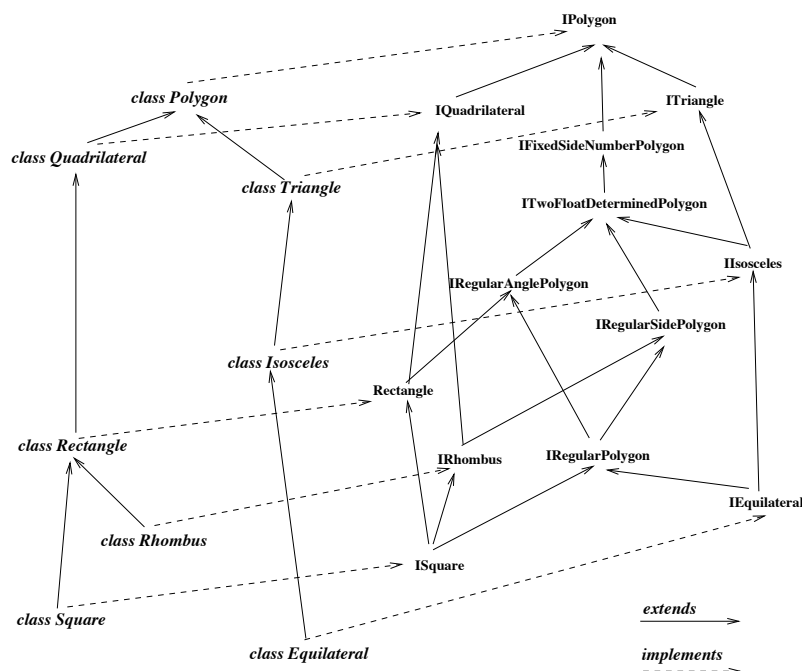 IPolygon
class Polygon
IQuadrilateral
ITriangle
class Quadrilateral
IFixedSideNumberPolygon
class Triangle
ITwoFloatDeterminedPolygon
IIsosceles
IRegularAnglePolygon
IRegularSidePolygon
class Isosceles
Rectangle
class Rectangle
IRhombus
IRegularPolygon
IEquilateral
class Rhombus
ISquare
class Square
extends
class Equilateral
implements